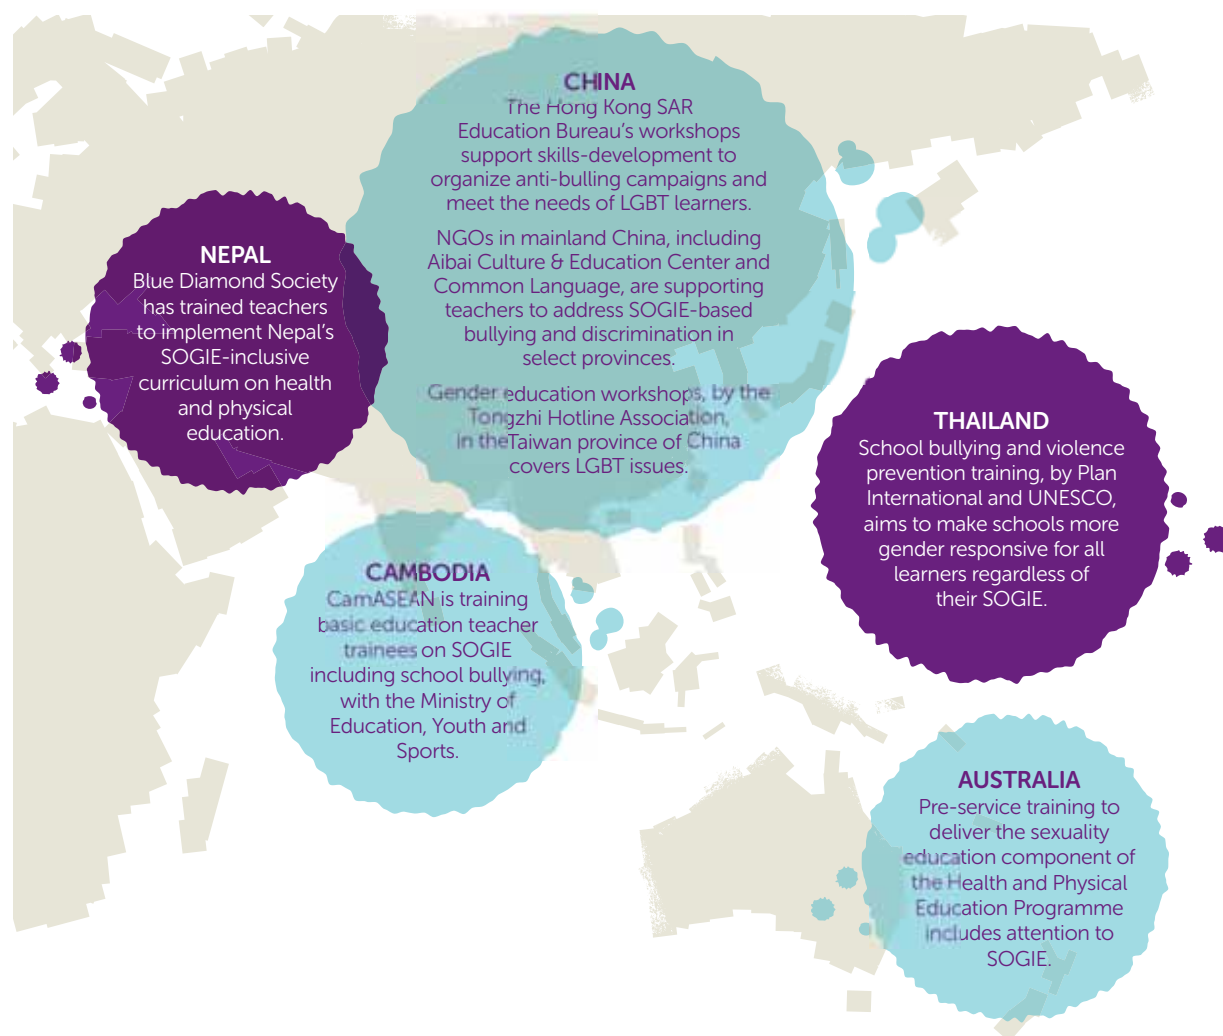 CHINA
The Hong Kong SAR
Education Bureau's workshops
support skills-development to
organize anti-bulling campaigns and
meet the needs of LGBT learners.
NGOs in mainland China, including
Aibai Culture & Education Center and
Common Language, are supporting
teachers to address SOGIE-based
bullying and discrimination in
select provinces.
Gender education workshops, by the
Tongzhi Hotline Association,
in the Taiwan province of China
covers LGBT issues.
NEPAL
Blue Diamond Society
has trained teachers
to implement Nepal's
SOGIE-inclusive
curriculum on health
and physical
education.
THAILAND
School bullying and violence
prevention training, by Plan
International and UNESCO,
aims to make schools more
gender responsive for all
learners regardless of
their SOGIE.
CAMBODIA
CamASEAN is training
basic education teacher
trainees on SOGIE
including school bullying,
with the Ministry of
Education, Youth and
Sports.
AUSTRALIA
Pre-service training to
deliver the sexuality
education component of
the Health and Physical
Education Programme
includes attention to
SOGIE.